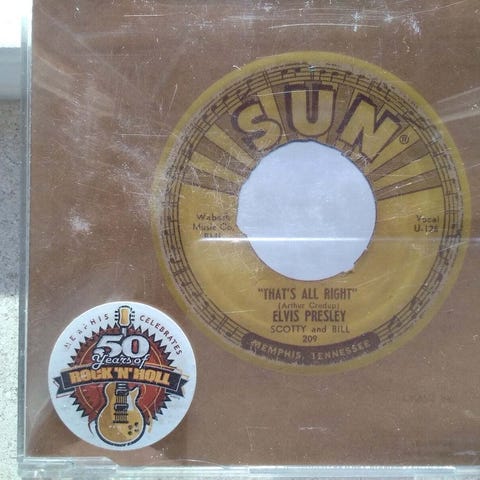 SUN®
Wabash
Music Co.
BMI
Vocal
U-128
"THAT'S ALL RIGHT"
(Arthur Crudup)
ELVIS PRESLEY
SCOTTY and BILL
209
MEMPHIS, TENNESSEE
MEMPHIS CELEBRATES
50
Years of
ROCK 'N' ROLL